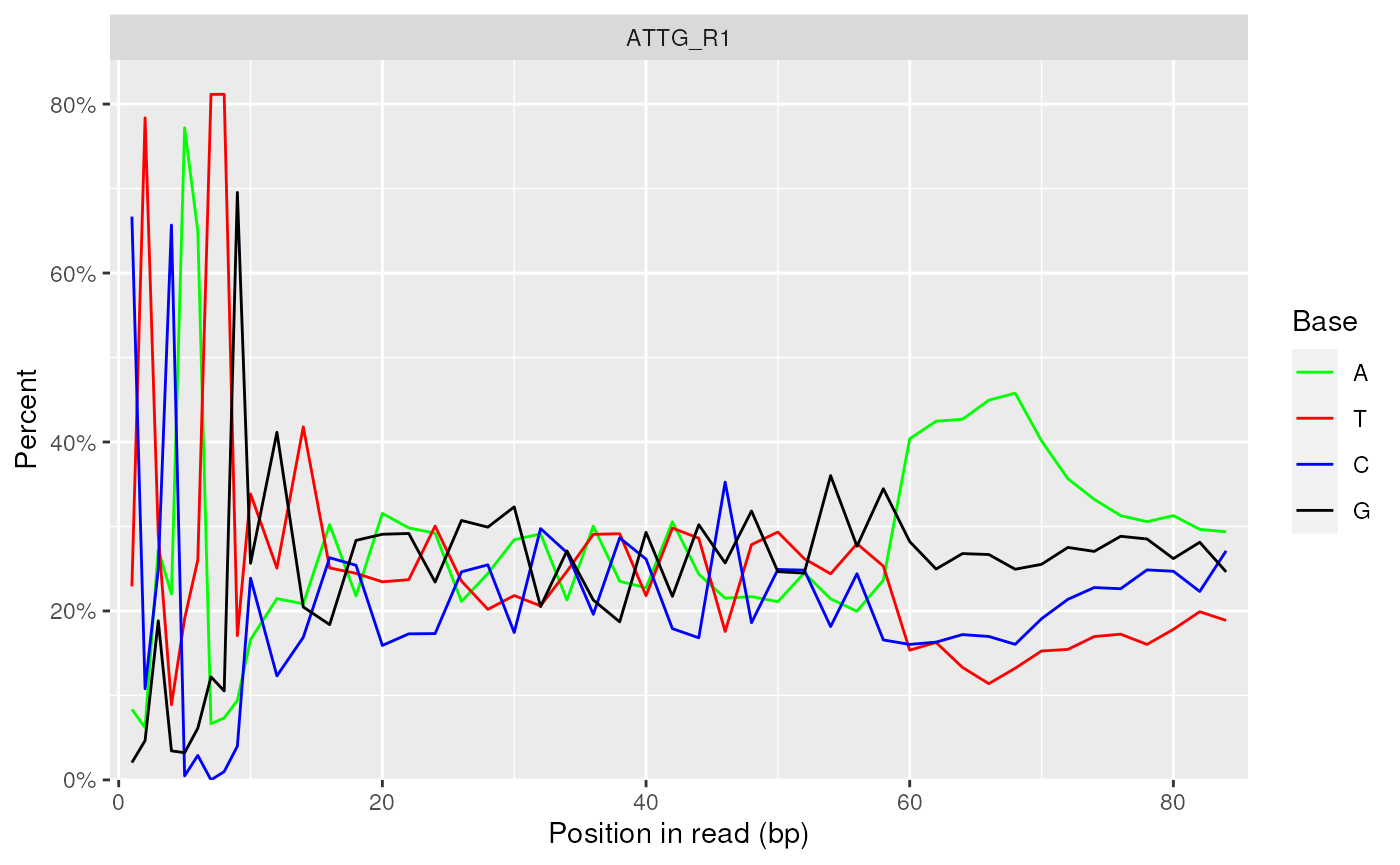 ATTG_R1
80%
60%
40%
20%
0%
Percent
0 20 40 60 80
Position in read (bp)
Base
A
T
C
G